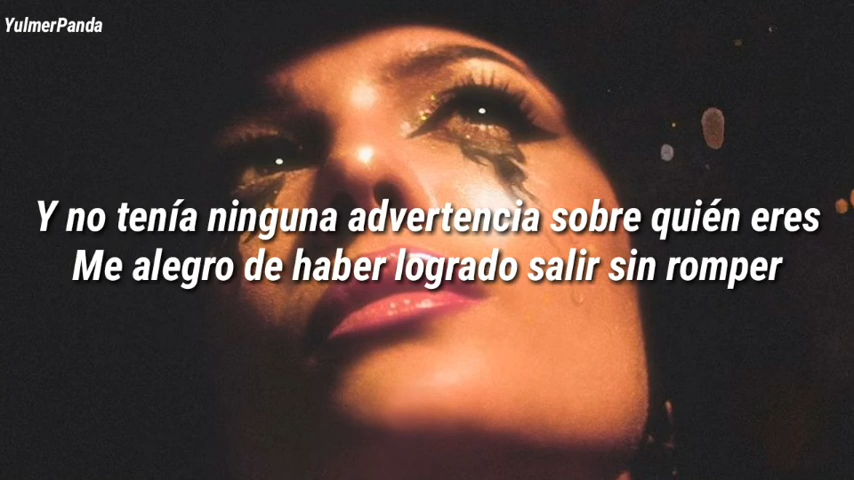 YulmerPanda
Y no tenía ninguna advertencia sobre quién eres
Me alegro de haber logrado salir sin romper